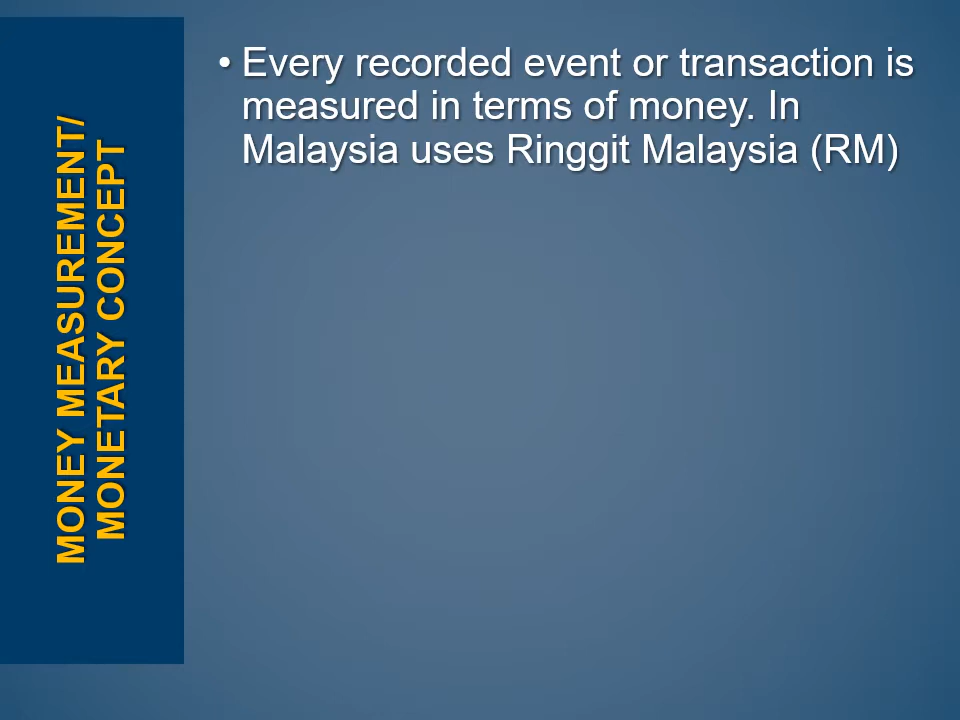 MONEY MEASUREMENT/
MONETARY CONCEPT
• Every recorded event or transaction is
measured in terms of money. In
Malaysia uses Ringgit Malaysia (RM)